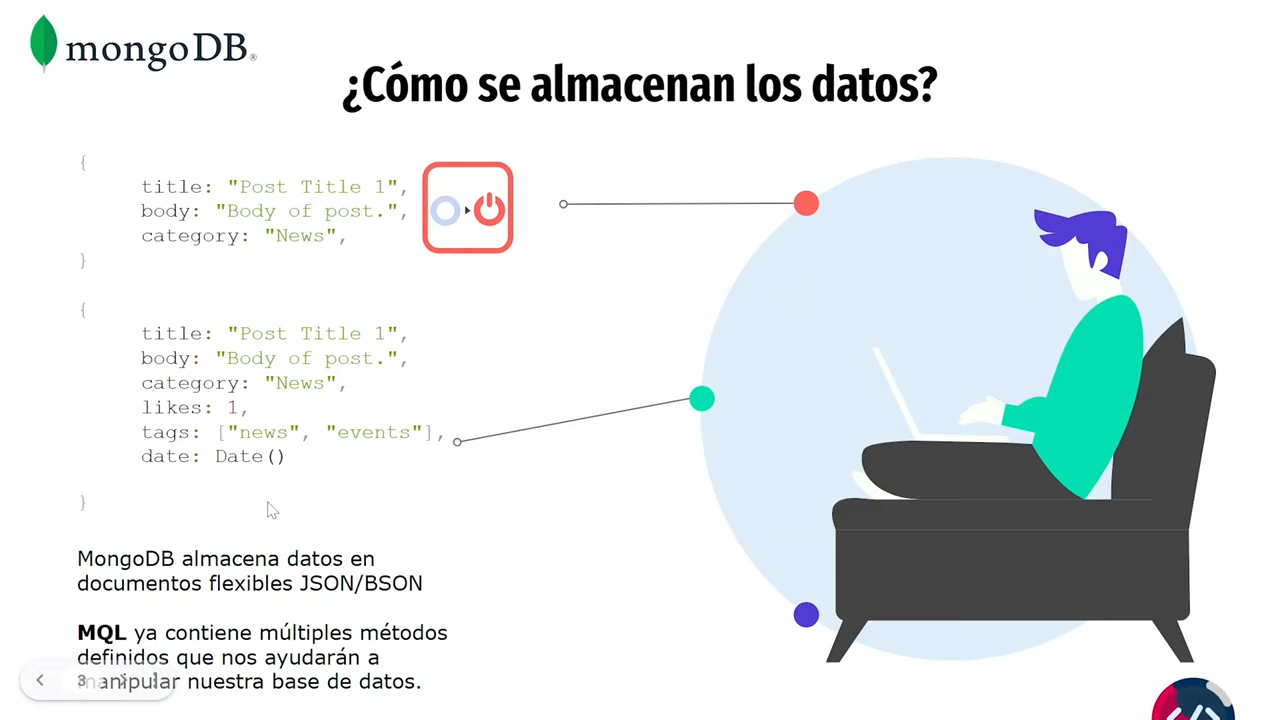 mongoDB®
¿Cómo se almacenan los datos?
{
title: "Post Title 1",
body: "Body of post.",
category: "News",
}
{
title: "Post Title 1",
body: "Body of post.",
category: "News",
likes: 1,
tags: ["news", "events"],
date: Date()
}
MongoDB almacena datos en
documentos flexibles JSON/BSON
MQL ya contiene múltiples métodos
definidos que nos ayudarán a
manipular nuestra base de datos.
3